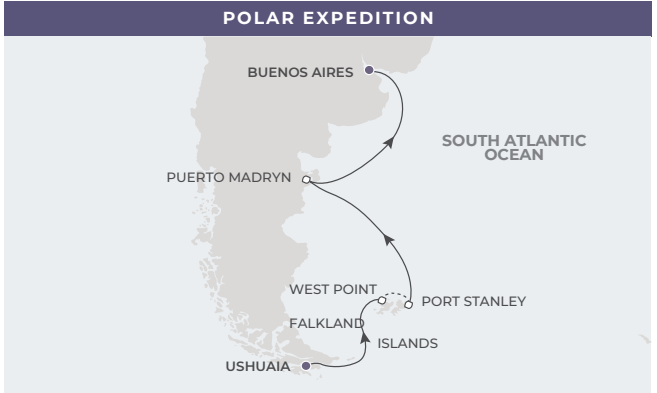 POLAR EXPEDITION
BUENOS AIRES
SOUTH ATLANTIC
OCEAN
PUERTO MADRYN
WEST POINT
PORT STANLEY
FALKLAND
ISLANDS
USHUAIA